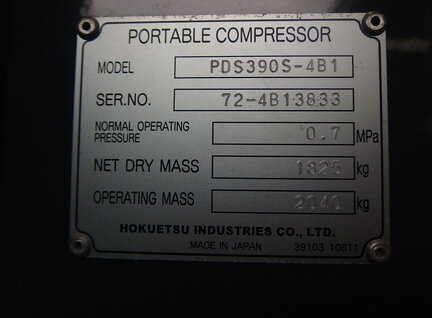 PORTABLE COMPRESSOR
MODEL PDS390S-4B1
SER.NO. 72-4B13833
NORMAL OPERATING
PRESSURE 0.7 MPa
NET DRY MASS 1825 kg
OPERATING MASS 2040 kg
HOKUETSU INDUSTRIES CO., LTD.
MADE IN JAPAN 39103 10811